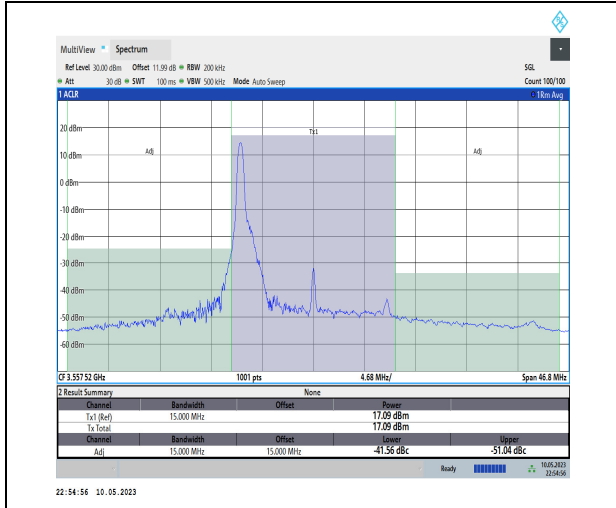 MultiView Spectrum
Ref Level 30.00 dBm Offset 11.99 dB RBW 200 kHz SGL
Att 30 dB SWT 100 ms VBW 500 kHz Mode Auto Sweep Count 100/100
1 ACLR 1Rm Avg
20 dBm
Tx1
10 dBm
Adj
Adj
0 dBm
-10 dBm
-20 dBm
-30 dBm
-40 dBm
-50 dBm
-60 dBm
CF 3.557 52 GHz 1001 pts 4.68 MHz/ Span 46.8 MHz
2 Result Summary None
Channel Bandwidth Offset Power
Tx1 (Ref) 15.000 MHz 17.09 dBm
Tx Total 17.09 dBm
Channel Bandwidth Offset Lower Upper
Adj 15.000 MHz 15.000 MHz -41.56 dBc -51.04 dBc
Ready 10.05.2023
22:54:56
22:54:56 10.05.2023